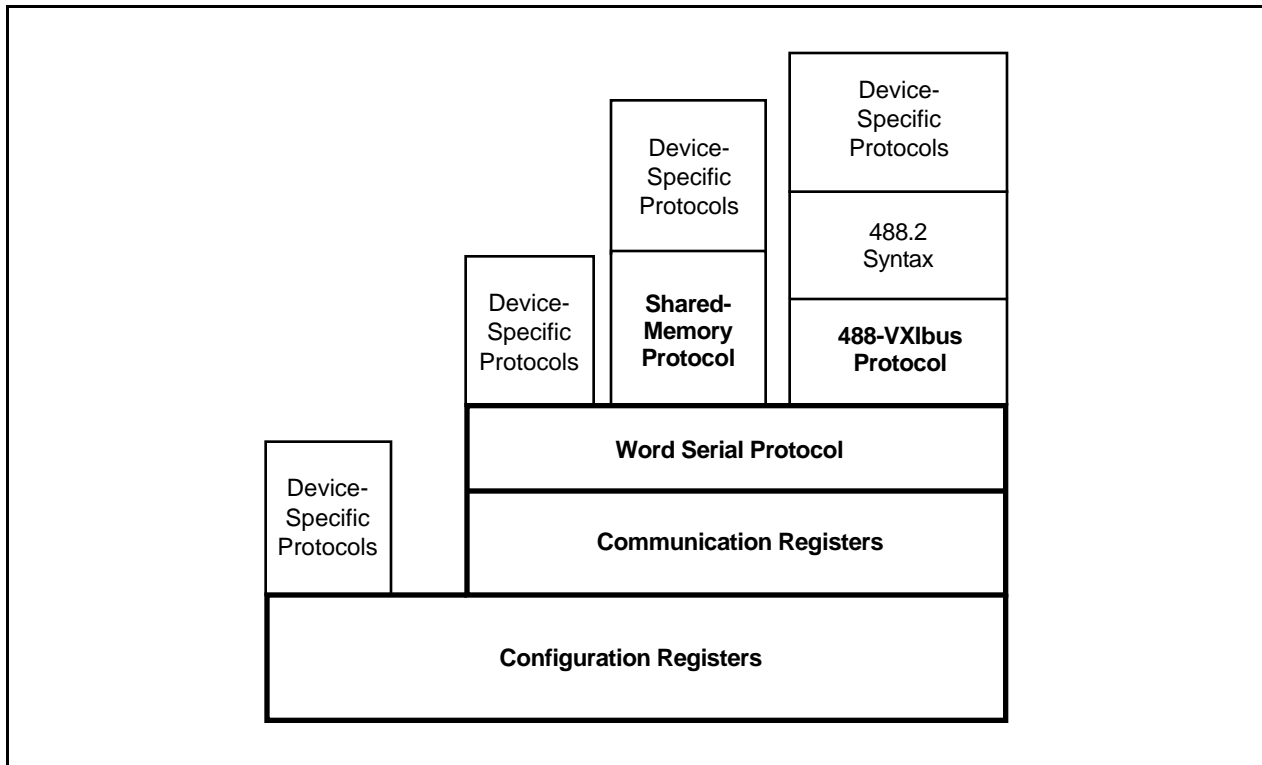 Device-
Specific
Protocols
Device-
Specific
Protocols
488.2
Syntax
Device-
Specific
Protocols
Shared-
Memory
Protocol
488-VXIbus
Protocol
Word Serial Protocol
Device-
Specific
Protocols
Communication Registers
Configuration Registers